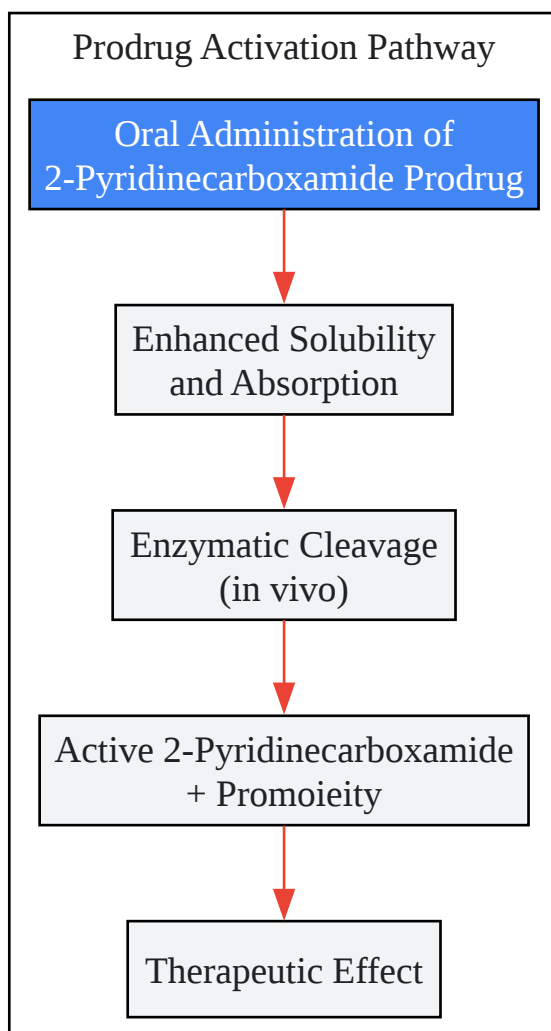 Prodrug Activation Pathway
Oral Administration of
2-Pyridinecarboxamide Prodrug
Enhanced Solubility
and Absorption
Enzymatic Cleavage
(in vivo)
Active 2-Pyridinecarboxamide
+ Promoieity
Therapeutic Effect